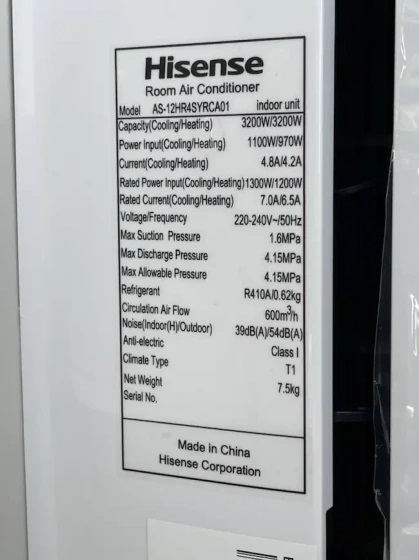 Hisense
Room Air Conditioner
Model AS-12HR4SYRCA01 indoor unit
Capacity(Cooling/Heating) 3200W/3200W
Power Input(Cooling/Heating) 1100W/970W
Current(Cooling/Heating) 4.8A/4.2A
Rated Power Input(Cooling/Heating) 1300W/1200W
Rated Current(Cooling/Heating) 7.0A/6.5A
Voltage/Frequency 220-240V~/50Hz
Max Suction Pressure 1.6MPa
Max Discharge Pressure 4.15MPa
Max Allowable Pressure 4.15MPa
Refrigerant R410A/0.62kg
Circulation Air Flow 600m³/h
Noise(Indoor(H)/Outdoor) 39dB(A)/54dB(A)
Anti-electric Class I
Climate Type T1
Net Weight 7.5kg
Serial No.
Made in China
Hisense Corporation